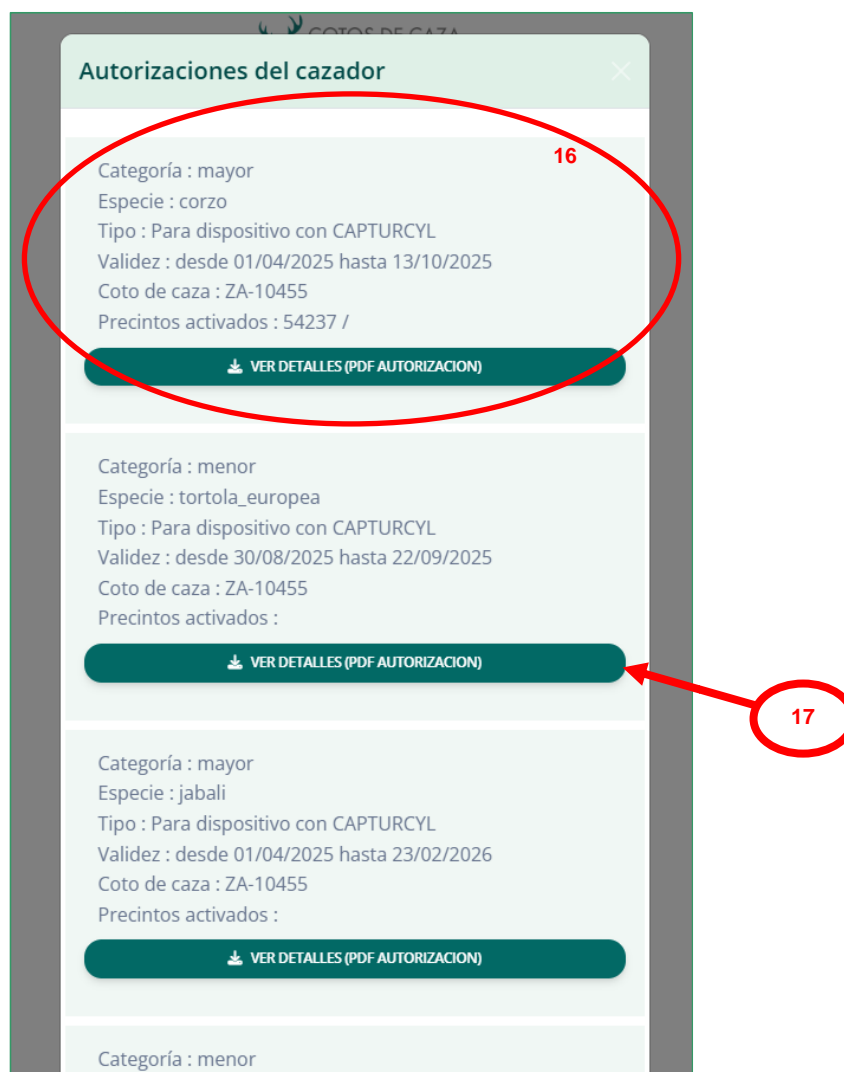 COTOS DE CAZA
Autorizaciones del cazador
16
Categoría : mayor
Especie : corzo
Tipo : Para dispositivo con CAPTURCYL
Validez : desde 01/04/2025 hasta 13/10/2025
Coto de caza : ZA-10455
Precintos activados : 54237 /
VER DETALLES (PDF AUTORIZACION)
Categoría : menor
Especie : tortola_europea
Tipo : Para dispositivo con CAPTURCYL
Validez : desde 30/08/2025 hasta 22/09/2025
Coto de caza : ZA-10455
Precintos activados :
VER DETALLES (PDF AUTORIZACION)
17
Categoría : mayor
Especie : jabali
Tipo : Para dispositivo con CAPTURCYL
Validez : desde 01/04/2025 hasta 23/02/2026
Coto de caza : ZA-10455
Precintos activados :
VER DETALLES (PDF AUTORIZACION)
Categoría : menor